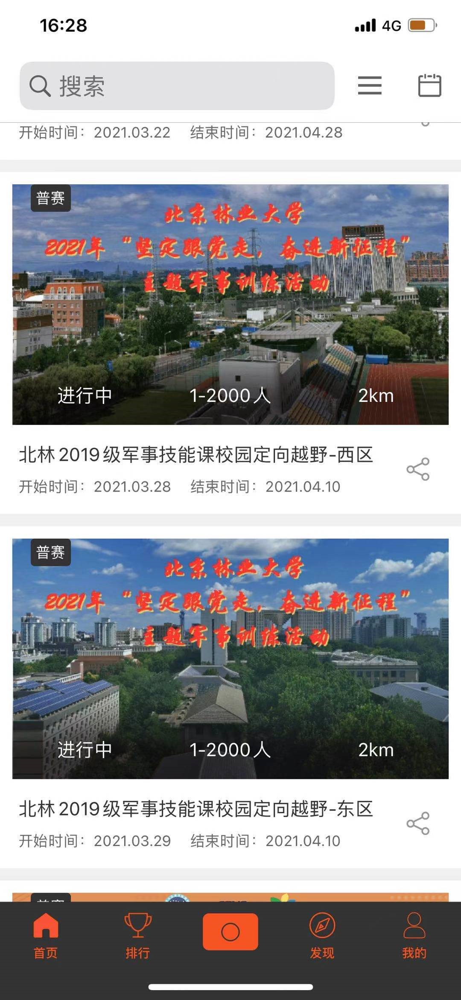 16:28 4G
搜索
开始时间：2021.03.22 结束时间：2021.04.28
普赛
北京林业大学
2021年“坚定跟党走，奋进新征程”
主题军事训练活动
进行中 1-2000人 2km
北林2019级军事技能课校园定向越野-西区
开始时间：2021.03.28 结束时间：2021.04.10
普赛
北京林业大学
2021年“坚定跟党走，奋进新征程”
主题军事训练活动
进行中 1-2000人 2km
北林2019级军事技能课校园定向越野-东区
开始时间：2021.03.29 结束时间：2021.04.10
首页 排行 发现 我的